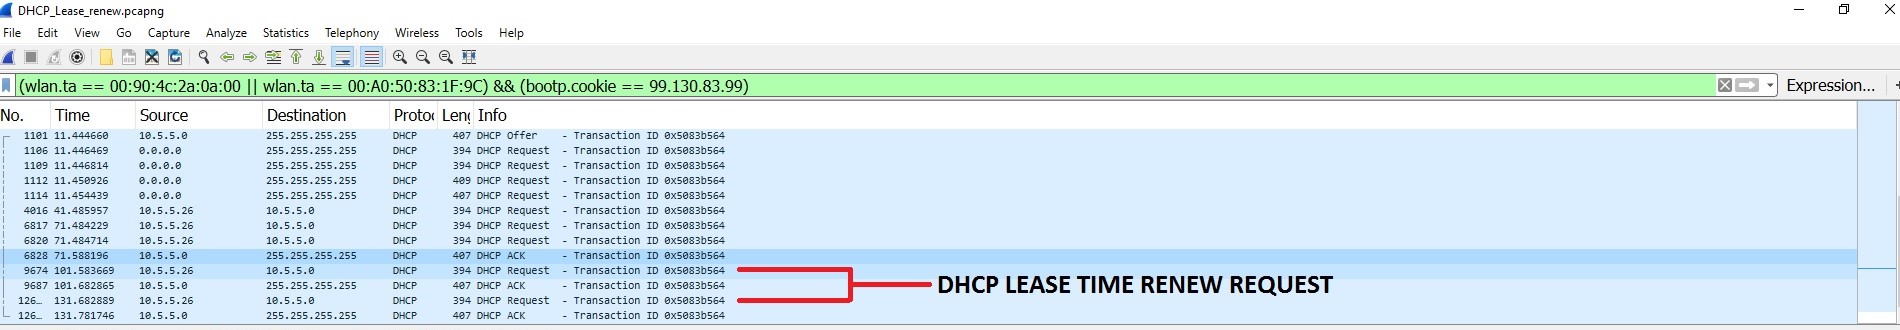 DHCP_Lease_renew.pcapng
File Edit View Go Capture Analyze Statistics Telephony Wireless Tools Help
(wlan.ta == 00:90:4c:2a:0a:00 || wlan.ta == 00:A0:50:83:1F:9C) && (bootp.cookie == 99.130.83.99) Expression...
No. Time Source Destination Protoc Leng Info
1101 11.444660 10.5.5.0 255.255.255.255 DHCP 407 DHCP Offer - Transaction ID 0x5083b564
1106 11.446469 0.0.0.0 255.255.255.255 DHCP 394 DHCP Request - Transaction ID 0x5083b564
1109 11.446814 0.0.0.0 255.255.255.255 DHCP 394 DHCP Request - Transaction ID 0x5083b564
1112 11.450926 0.0.0.0 255.255.255.255 DHCP 409 DHCP Request - Transaction ID 0x5083b564
1114 11.454439 0.0.0.0 255.255.255.255 DHCP 407 DHCP Request - Transaction ID 0x5083b564
4016 41.485957 10.5.5.26 10.5.5.0 DHCP 394 DHCP Request - Transaction ID 0x5083b564
6817 71.484229 10.5.5.26 10.5.5.0 DHCP 394 DHCP Request - Transaction ID 0x5083b564
6820 71.484714 10.5.5.26 10.5.5.0 DHCP 394 DHCP Request - Transaction ID 0x5083b564
6828 71.588196 10.5.5.0 255.255.255.255 DHCP 407 DHCP ACK - Transaction ID 0x5083b564
9674 101.583669 10.5.5.26 10.5.5.0 DHCP 394 DHCP Request - Transaction ID 0x5083b564
9687 101.682865 10.5.5.0 255.255.255.255 DHCP 407 DHCP ACK - Transaction ID 0x5083b564
DHCP LEASE TIME RENEW REQUEST
126... 131.682889 10.5.5.26 10.5.5.0 DHCP 394 DHCP Request - Transaction ID 0x5083b564
126... 131.781746 10.5.5.0 255.255.255.255 DHCP 407 DHCP ACK - Transaction ID 0x5083b564